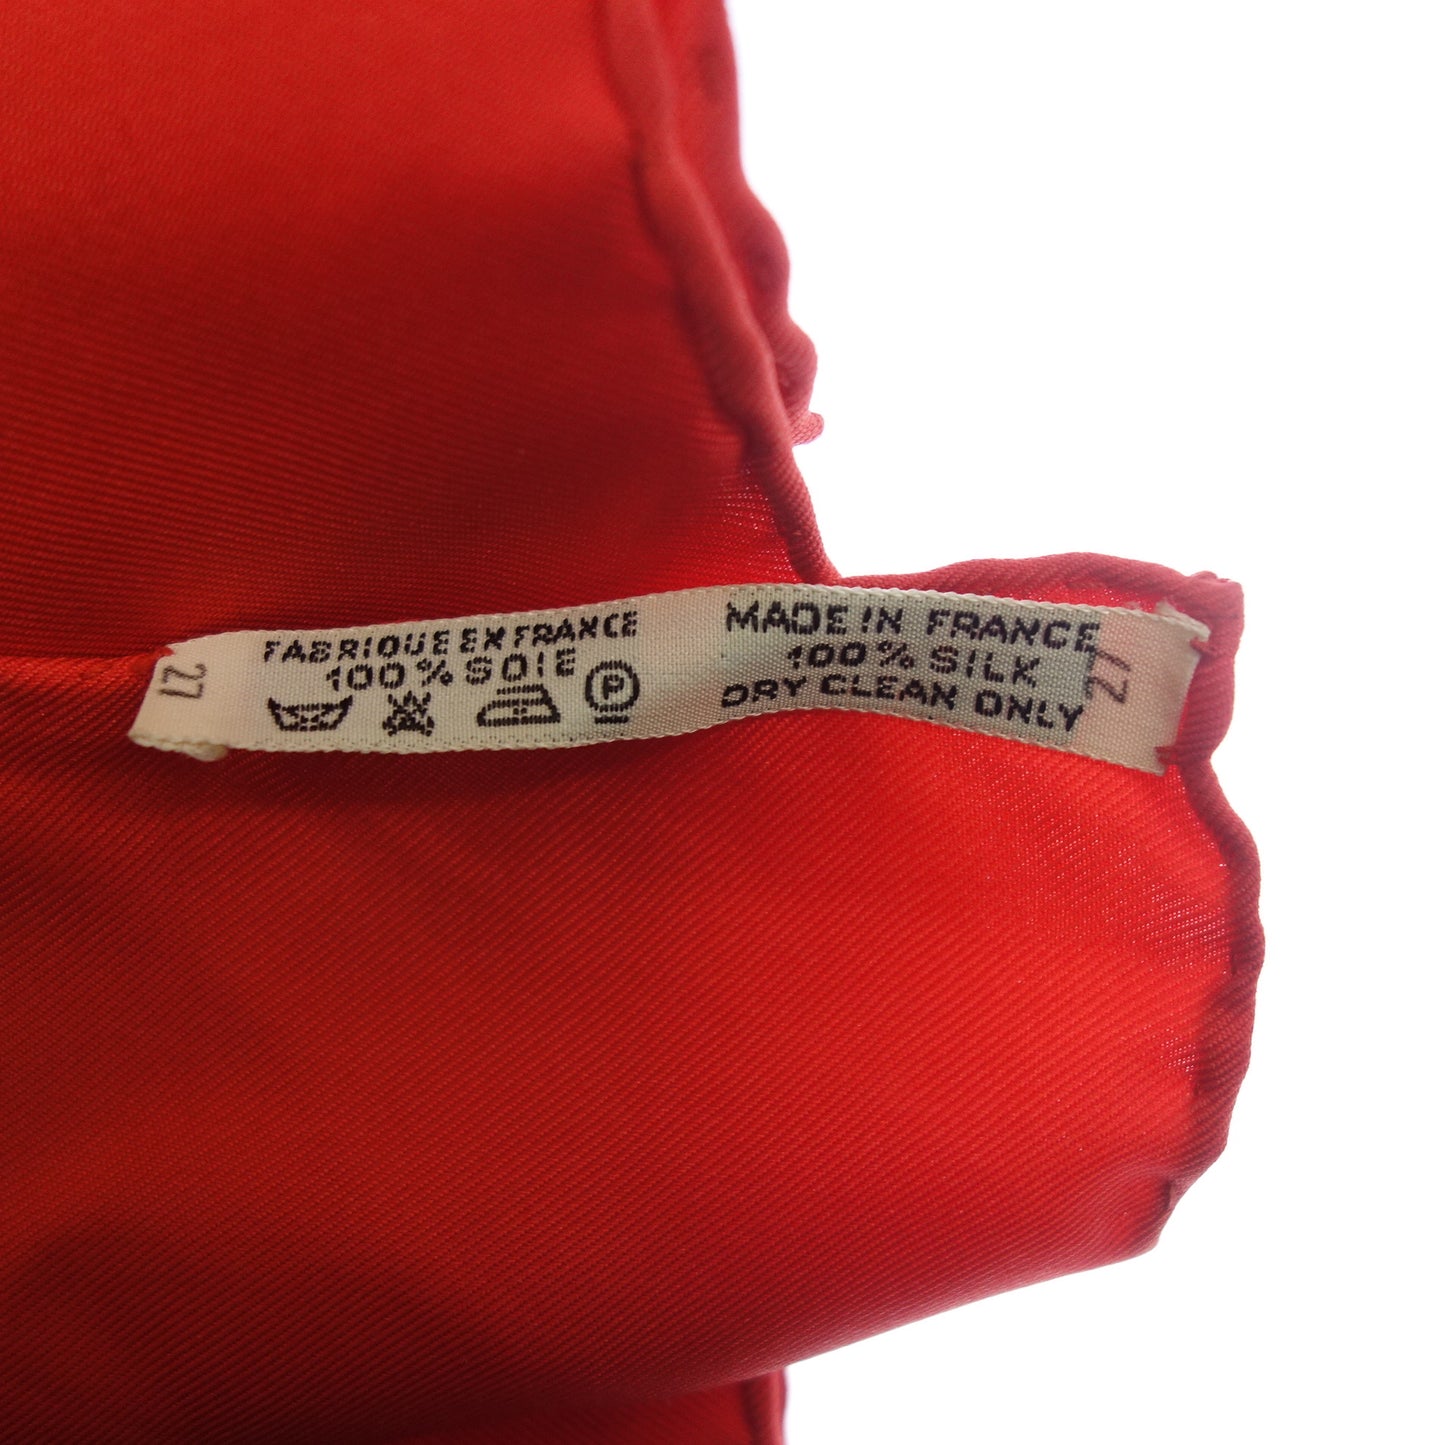 27
FABRIQUE EN FRANCE
100% SOIE
P
MADE IN FRANCE
100% SILK
DRY CLEAN ONLY
27